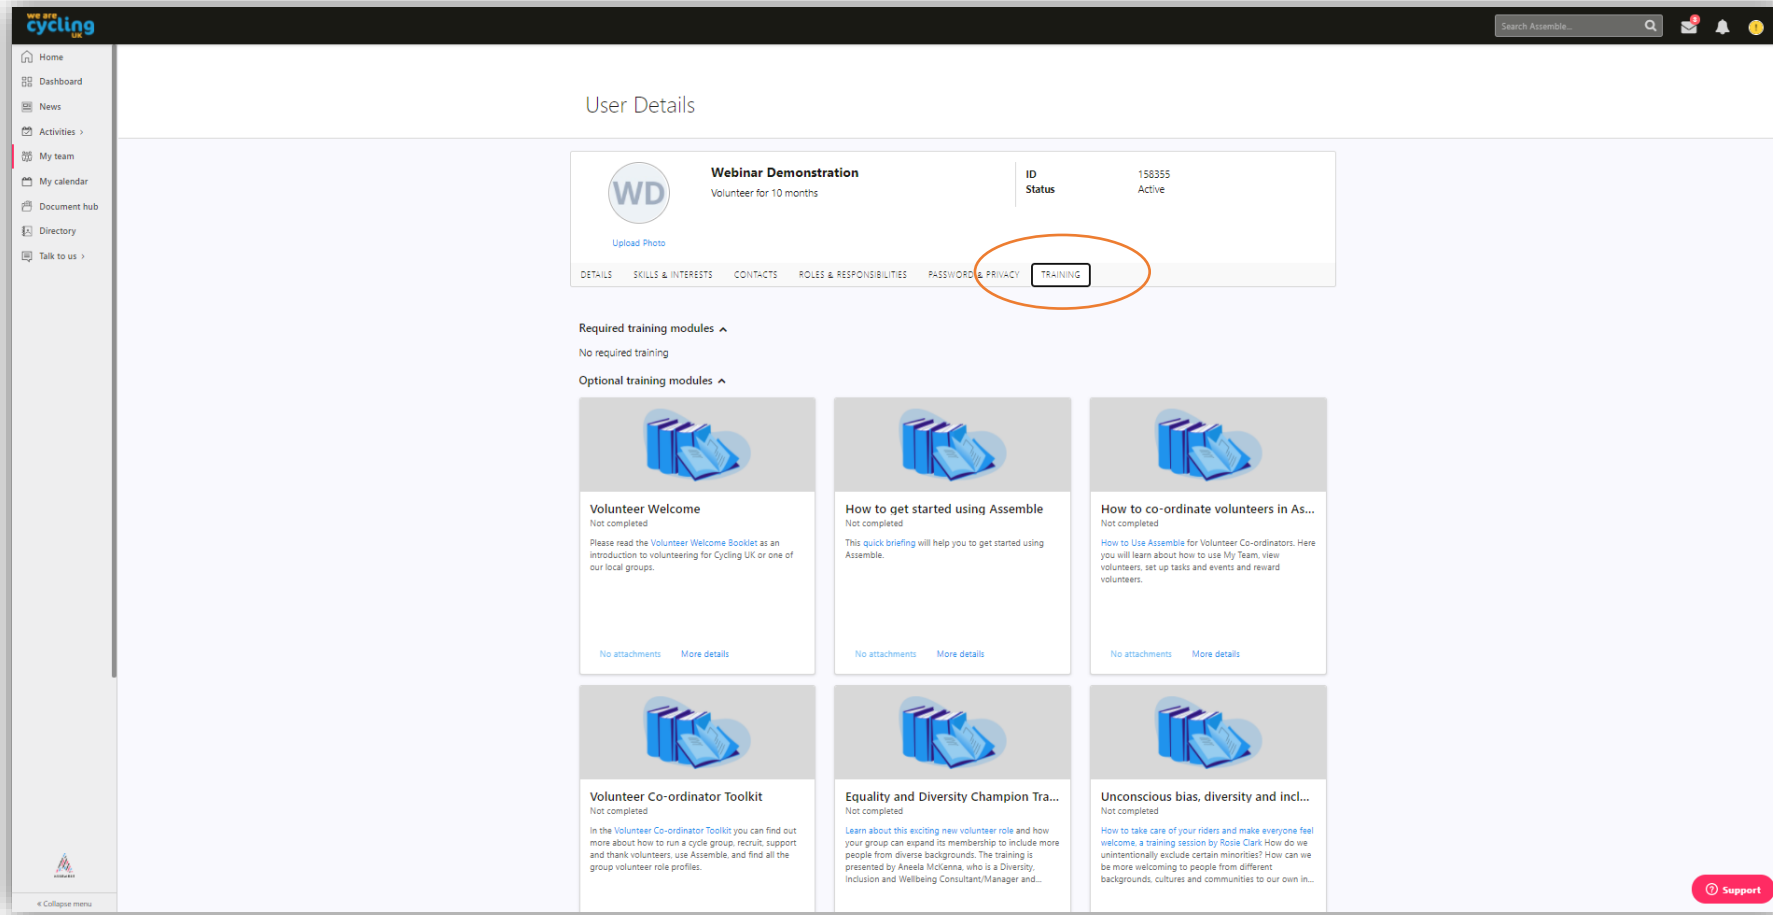 we are
cycling
UK
Search Assemble...
8
Home
Dashboard
News
Activities >
My team
My calendar
Document hub
Directory
Talk to us >
User Details
WD
Upload Photo
Webinar Demonstration
Volunteer for 10 months
ID 158355
Status Active
DETAILS SKILLS & INTERESTS CONTACTS ROLES & RESPONSIBILITIES PASSWORD & PRIVACY TRAINING
Required training modules
No required training
Optional training modules
Volunteer Welcome
Not completed
Please read the Volunteer Welcome Booklet as an
introduction to volunteering for Cycling UK or one of
our local groups.
No attachments More details
How to get started using Assemble
Not completed
This quick briefing will help you to get started using
Assemble.
No attachments More details
How to co-ordinate volunteers in As...
Not completed
How to Use Assemble for Volunteer Co-ordinators. Here
you will learn about how to use My Team, view
volunteers, set up tasks and events and reward
volunteers.
No attachments More details
Volunteer Co-ordinator Toolkit
Not completed
In the Volunteer Co-ordinator Toolkit you can find out
more about how to run a cycle group, recruit, support
and thank volunteers, use Assemble, and find all the
group volunteer role profiles.
Equality and Diversity Champion Tra...
Not completed
Learn about this exciting new volunteer role and how
your group can expand its membership to include more
people from diverse backgrounds. The training is
presented by Aneela McKenna, who is a Diversity,
Inclusion and Wellbeing Consultant/Manager and...
Unconscious bias, diversity and incl...
Not completed
How to take care of your riders and make everyone feel
welcome, a training session by Rosie Clark How do we
unintentionally exclude certain minorities? How can we
be more welcoming to people from different
backgrounds, cultures and communities to our own in...
ASSEMBLE
« Collapse menu
? Support